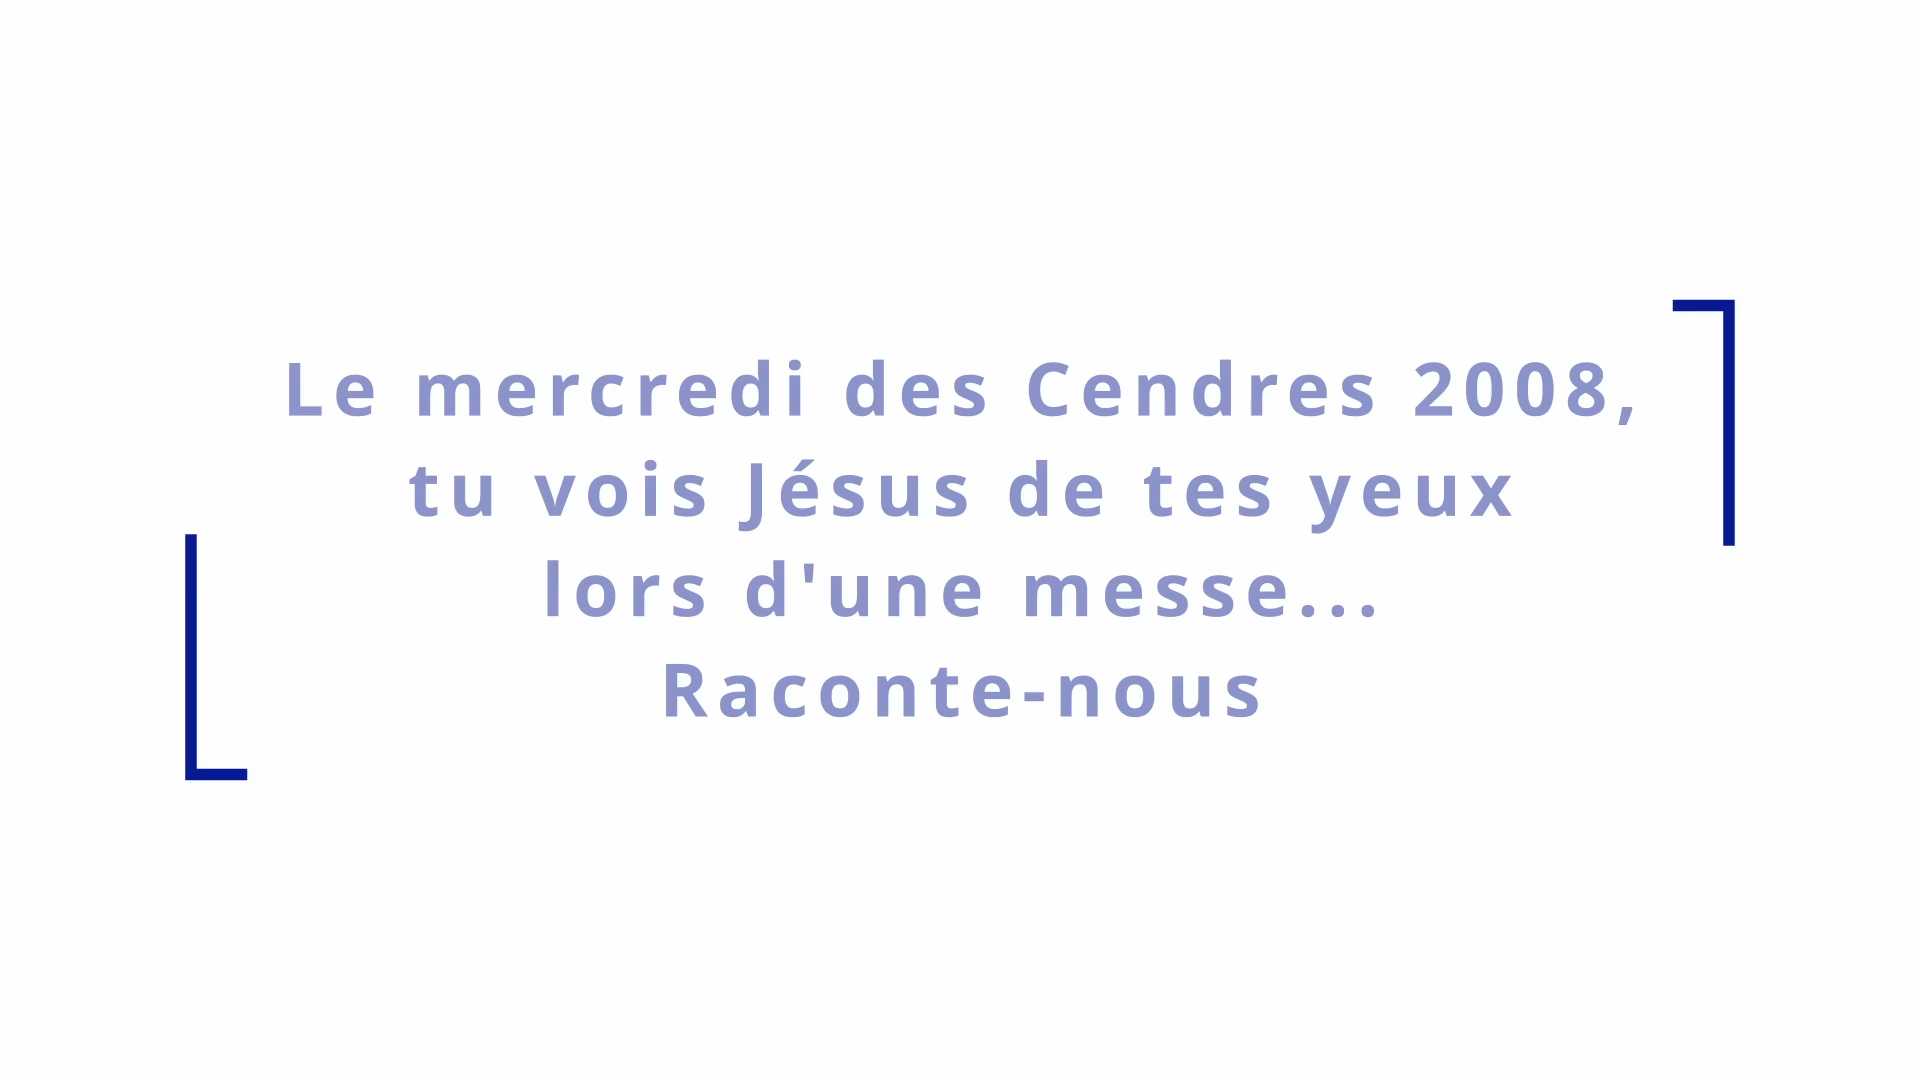 Le mercredi des Cendres 2008,
tu vois Jésus de tes yeux
lors d'une messe...
Raconte-nous